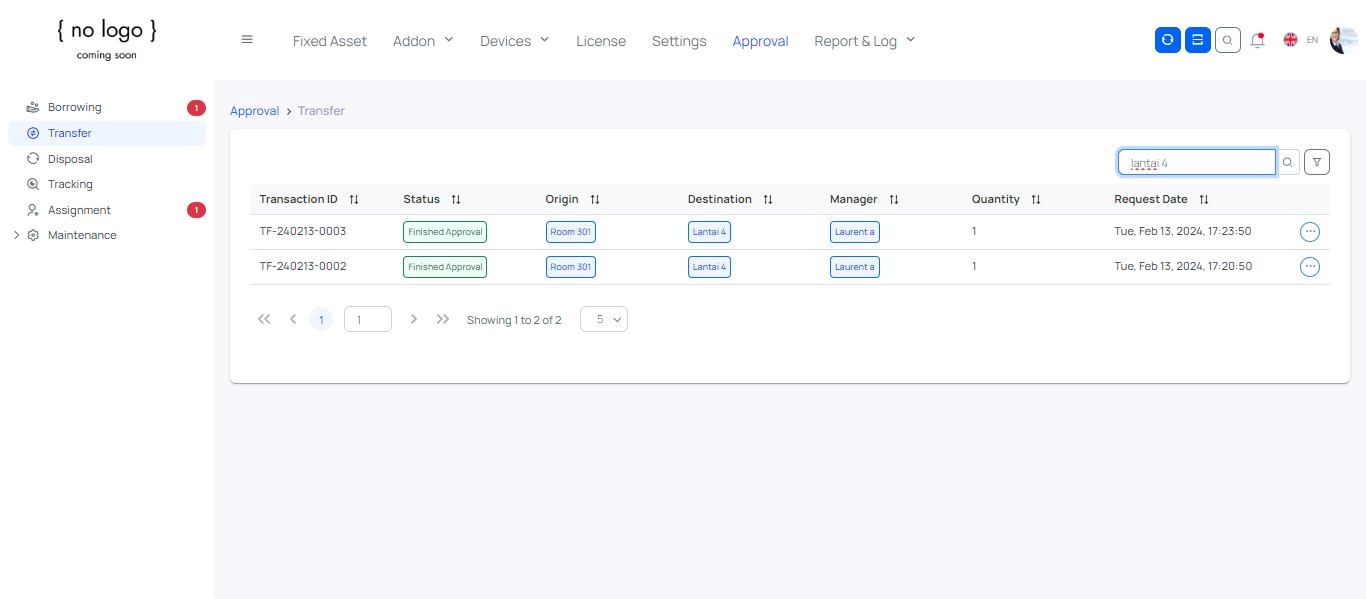 { no logo }
coming soon
Fixed Asset Addon Devices License Settings Approval Report & Log EN
Borrowing 1
Transfer
Disposal
Tracking
Assignment 1
Maintenance
Approval > Transfer
lantai 4
Transaction ID Status Origin Destination Manager Quantity Request Date
TF-240213-0003 Finished Approval Room 301 Lantai 4 Laurent a 1 Tue, Feb 13, 2024, 17:23:50
TF-240213-0002 Finished Approval Room 301 Lantai 4 Laurent a 1 Tue, Feb 13, 2024, 17:20:50
1 1 Showing 1 to 2 of 2 5